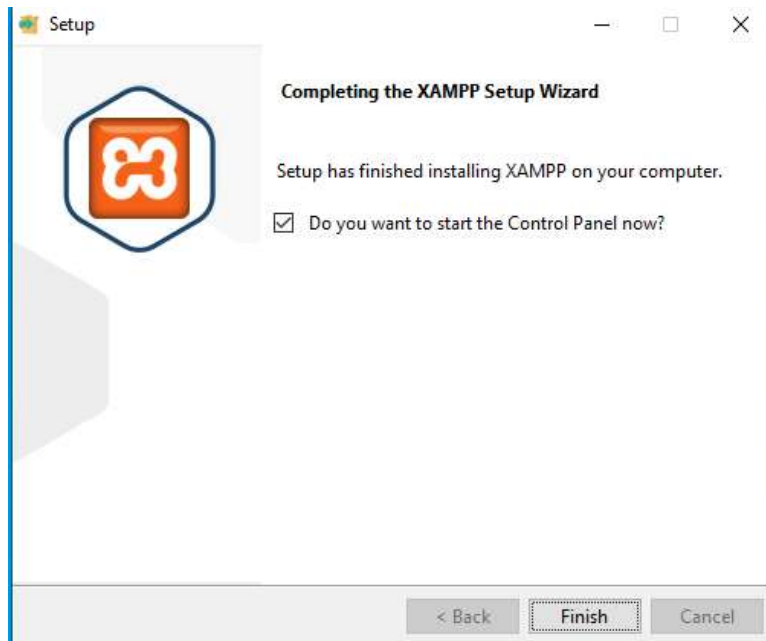 Setup
Completing the XAMPP Setup Wizard
Setup has finished installing XAMPP on your computer.
Do you want to start the Control Panel now?
< Back
Finish
Cancel